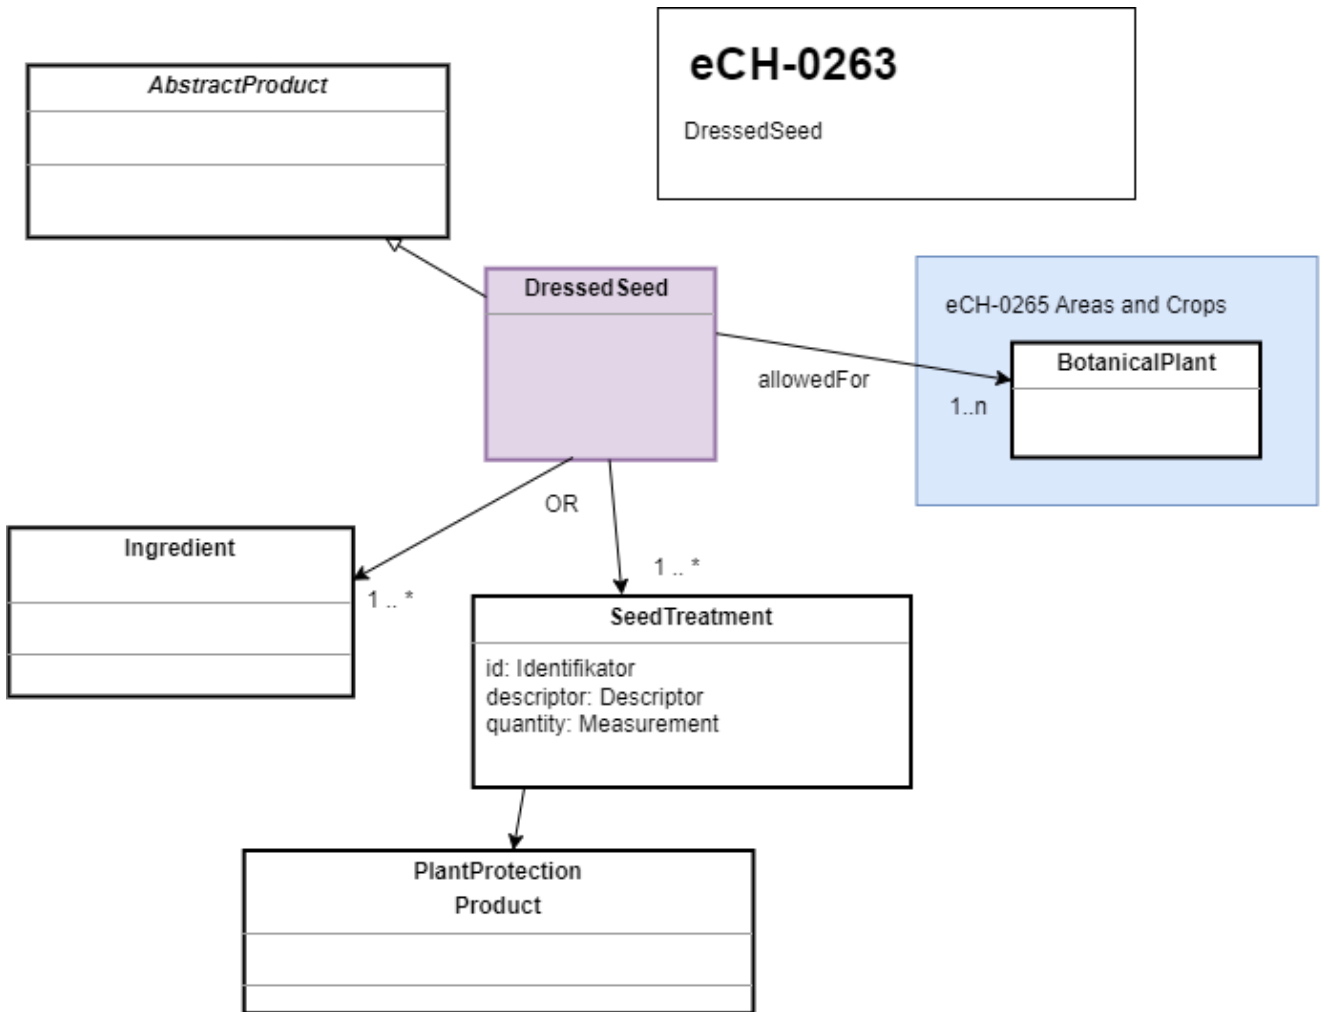 eCH-0263
DressedSeed
AbstractProduct
DressedSeed
eCH-0265 Areas and Crops
BotanicalPlant
allowedFor
1..n
OR
Ingredient
1 .. *
1 .. *
SeedTreatment
id: Identifikator
descriptor: Descriptor
quantity: Measurement
PlantProtection
Product